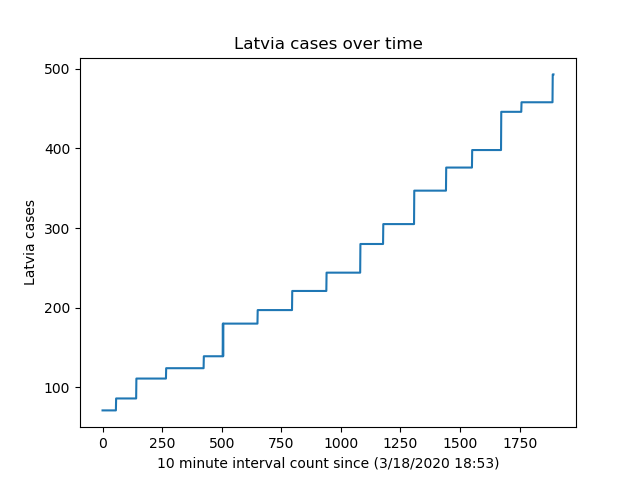 Latvia cases over time
500
400
300
200
100
Latvia cases
0 250 500 750 1000 1250 1500 1750
10 minute interval count since (3/18/2020 18:53)